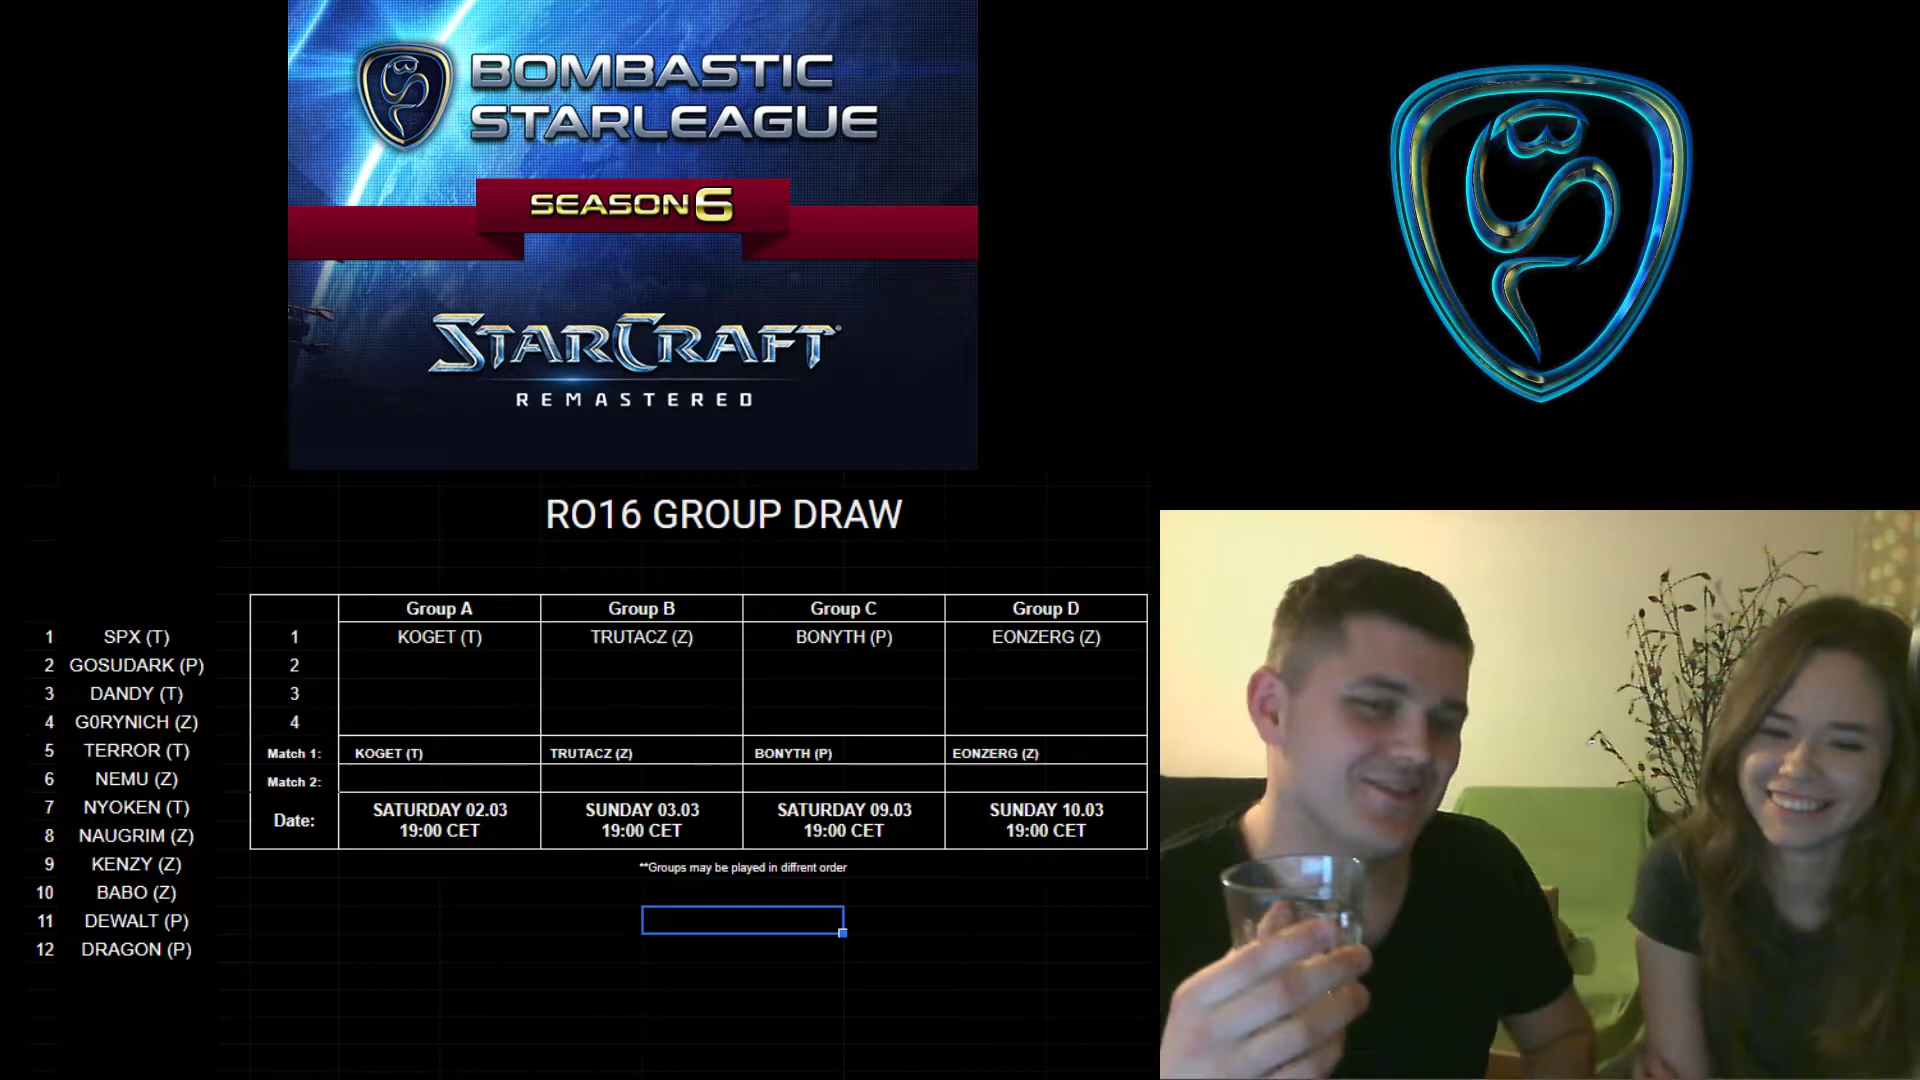 BOMBASTIC
STARLEAGUE
SEASON 6
STARCRAFT
REMASTERED
RO16 GROUP DRAW
1 SPX (T)
2 GOSUDARK (P)
3 DANDY (T)
4 G0RYNICH (Z)
5 TERROR (T)
6 NEMU (Z)
7 NYOKEN (T)
8 NAUGRIM (Z)
9 KENZY (Z)
10 BABO (Z)
11 DEWALT (P)
12 DRAGON (P)
Group A Group B Group C Group D
1 KOGET (T) TRUTACZ (Z) BONYTH (P) EONZERG (Z)
2
3
4
Match 1: KOGET (T) TRUTACZ (Z) BONYTH (P) EONZERG (Z)
Match 2:
Date: SATURDAY 02.03 SUNDAY 03.03 SATURDAY 09.03 SUNDAY 10.03
19:00 CET 19:00 CET 19:00 CET 19:00 CET
**Groups may be played in diffrent order